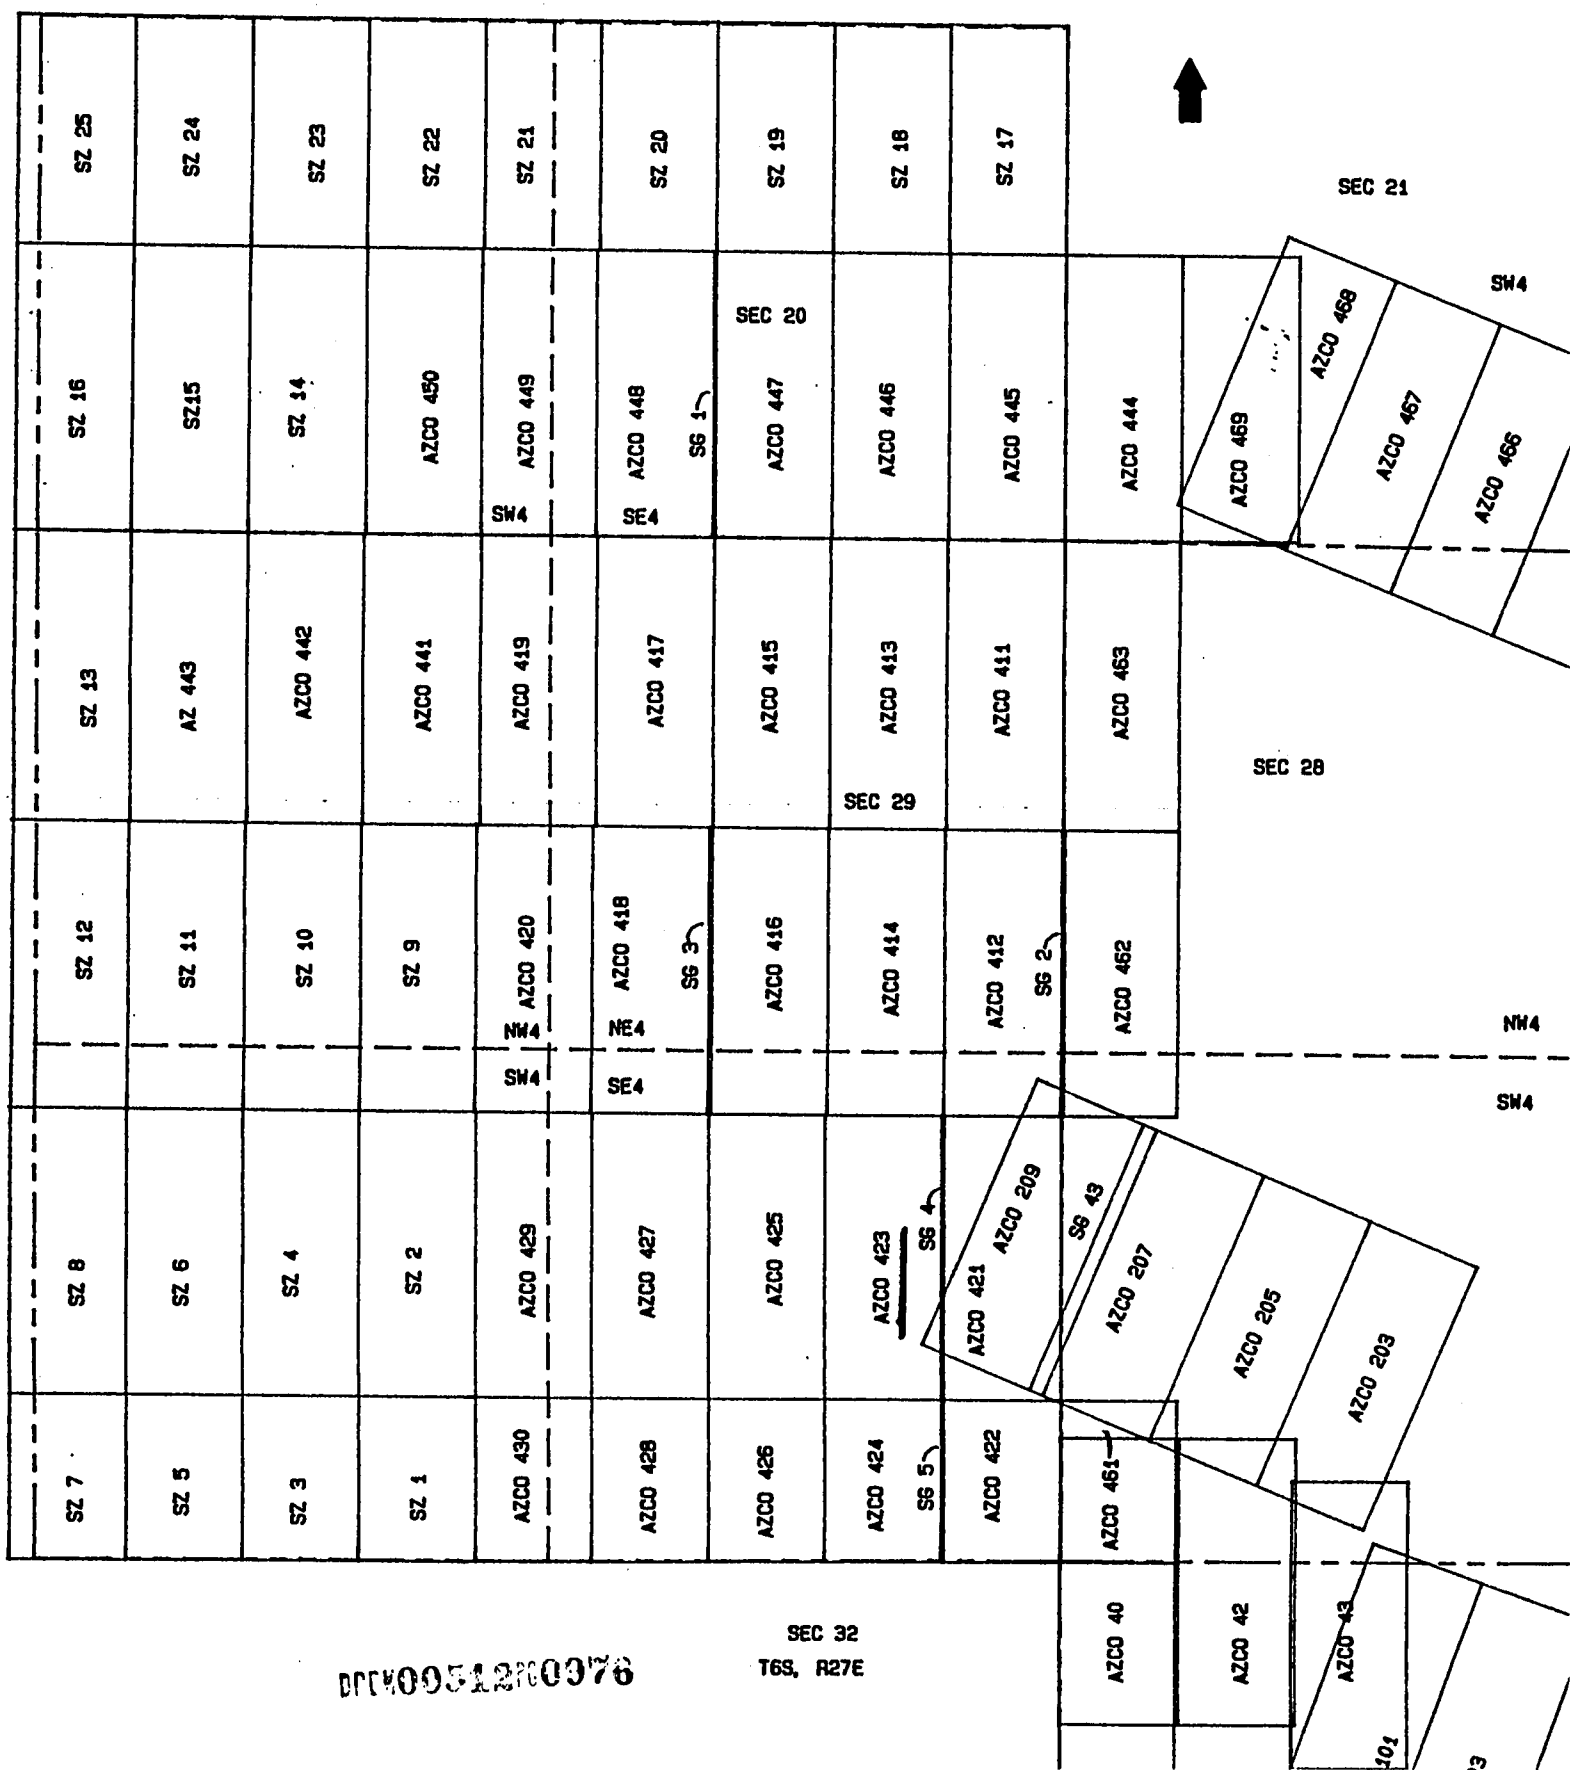 SZ 25
SZ 24
SZ 23
SZ 22
SZ 21
SZ 20
SZ 19
SZ 18
SZ 17
SEC 21
SW4
SEC 20
SZ 16
SZ15
SZ 14
AZCO 450
AZCO 449
AZCO 448
SG 1
AZCO 447
AZCO 446
AZCO 445
AZCO 444
AZCO 469
AZCO 468
AZCO 467
AZCO 466
SW4
SE4
SZ 13
AZ 443
AZCO 442
AZCO 441
AZCO 419
AZCO 417
AZCO 415
AZCO 413
AZCO 411
AZCO 463
SEC 28
SEC 29
SZ 12
SZ 11
SZ 10
SZ 9
AZCO 420
AZCO 418
SG 3
AZCO 416
AZCO 414
AZCO 412
SG 2
AZCO 462
NW4
NE4
NW4
SW4
SE4
SW4
SZ 8
SZ 6
SZ 4
SZ 2
AZCO 429
AZCO 427
AZCO 425
AZCO 423
SG 4
AZCO 421
AZCO 209
SG 43
AZCO 207
AZCO 205
AZCO 203
SZ 7
SZ 5
SZ 3
SZ 1
AZCO 430
AZCO 428
AZCO 426
AZCO 424
SG 5
AZCO 422
AZCO 461
AZCO 40
AZCO 42
AZCO 43
SEC 32
T6S, R27E
101